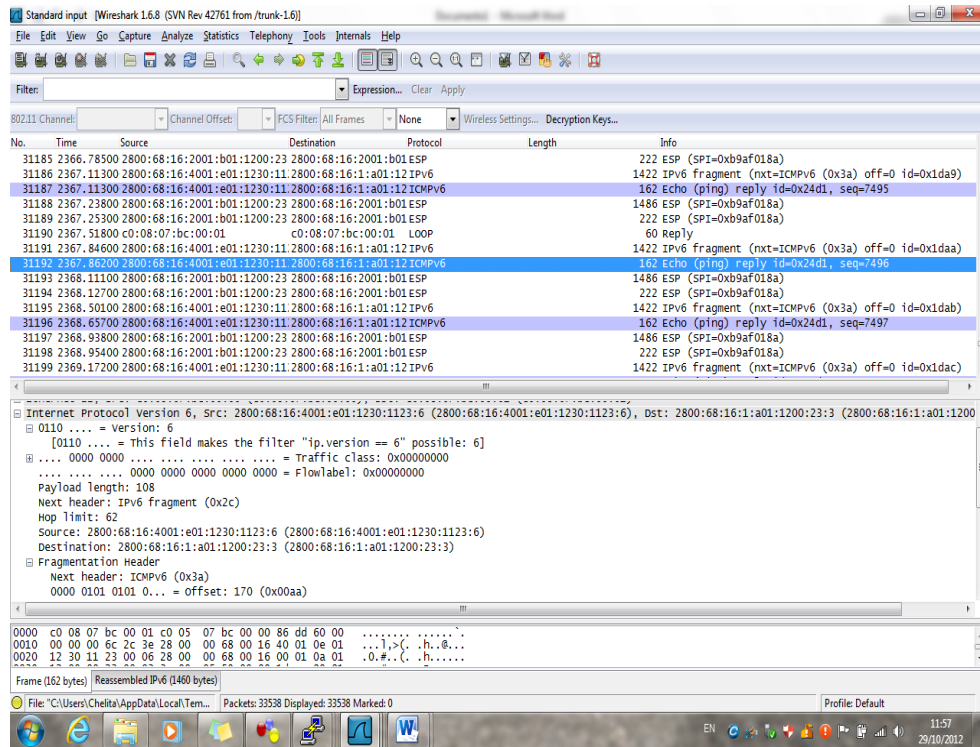 Standard input [Wireshark 1.6.8 (SVN Rev 42761 from /trunk-1.6)]
File Edit View Go Capture Analyze Statistics Telephony Tools Internals Help
Filter: Expression... Clear Apply
802.11 Channel: Channel Offset: FCS Filter: All Frames None Wireless Settings... Decryption Keys...
No. Time Source Destination Protocol Length Info
31185 2366.78500 2800:68:16:2001:b01:1200:23 2800:68:16:2001:b01 ESP 222 ESP (SPI=0xb9af018a)
31186 2367.11300 2800:68:16:4001:e01:1230:11: 2800:68:16:1:a01:12 IPv6 1422 IPv6 fragment (nxt=ICMPv6 (0x3a) off=0 id=0x1da9)
31187 2367.11300 2800:68:16:4001:e01:1230:11: 2800:68:16:1:a01:12 ICMPv6 162 Echo (ping) reply id=0x24d1, seq=7495
31188 2367.23800 2800:68:16:2001:b01:1200:23 2800:68:16:2001:b01 ESP 1486 ESP (SPI=0xb9af018a)
31189 2367.25300 2800:68:16:2001:b01:1200:23 2800:68:16:2001:b01 ESP 222 ESP (SPI=0xb9af018a)
31190 2367.51800 c0:08:07:bc:00:01 c0:08:07:bc:00:01 LOOP 60 Reply
31191 2367.84600 2800:68:16:4001:e01:1230:11: 2800:68:16:1:a01:12 IPv6 1422 IPv6 fragment (nxt=ICMPv6 (0x3a) off=0 id=0x1daa)
31192 2367.86200 2800:68:16:4001:e01:1230:11: 2800:68:16:1:a01:12 ICMPv6 162 Echo (ping) reply id=0x24d1, seq=7496
31193 2368.11100 2800:68:16:2001:b01:1200:23 2800:68:16:2001:b01 ESP 1486 ESP (SPI=0xb9af018a)
31194 2368.12700 2800:68:16:2001:b01:1200:23 2800:68:16:2001:b01 ESP 222 ESP (SPI=0xb9af018a)
31195 2368.50100 2800:68:16:4001:e01:1230:11: 2800:68:16:1:a01:12 IPv6 1422 IPv6 fragment (nxt=ICMPv6 (0x3a) off=0 id=0x1dab)
31196 2368.65700 2800:68:16:4001:e01:1230:11: 2800:68:16:1:a01:12 ICMPv6 162 Echo (ping) reply id=0x24d1, seq=7497
31197 2368.93800 2800:68:16:2001:b01:1200:23 2800:68:16:2001:b01 ESP 1486 ESP (SPI=0xb9af018a)
31198 2368.95400 2800:68:16:2001:b01:1200:23 2800:68:16:2001:b01 ESP 222 ESP (SPI=0xb9af018a)
31199 2369.17200 2800:68:16:4001:e01:1230:11: 2800:68:16:1:a01:12 IPv6 1422 IPv6 fragment (nxt=ICMPv6 (0x3a) off=0 id=0x1dac)
Internet Protocol Version 6, Src: 2800:68:16:4001:e01:1230:1123:6 (2800:68:16:4001:e01:1230:1123:6), Dst: 2800:68:16:1:a01:1200:23:3 (2800:68:16:1:a01:1200
0110 .... = Version: 6
[0110 .... = This field makes the filter "ip.version == 6" possible: 6]
.... 0000 0000 .... .... .... .... .... = Traffic class: 0x00000000
.... .... .... 0000 0000 0000 0000 0000 = Flowlabel: 0x00000000
Payload length: 108
Next header: IPv6 fragment (0x2c)
Hop limit: 62
Source: 2800:68:16:4001:e01:1230:1123:6 (2800:68:16:4001:e01:1230:1123:6)
Destination: 2800:68:16:1:a01:1200:23:3 (2800:68:16:1:a01:1200:23:3)
Fragmentation Header
Next header: ICMPv6 (0x3a)
0000 0101 0101 0... = Offset: 170 (0x00aa)
0000 c0 08 07 bc 00 01 c0 05 07 bc 00 00 86 dd 60 00 ........ ......`.
0010 00 00 00 6c 2c 3e 28 00 00 68 00 16 40 01 0e 01 ...l,>(. .h..@...
0020 12 30 11 23 00 06 28 00 00 68 00 16 00 01 0a 01 .0.#..(. .h......
Frame (162 bytes) Reassembled IPv6 (1460 bytes)
File: "C:\Users\Chelita\AppData\Local\Tem... Packets: 33538 Displayed: 33538 Marked: 0 Profile: Default
EN 11:57
29/10/2012